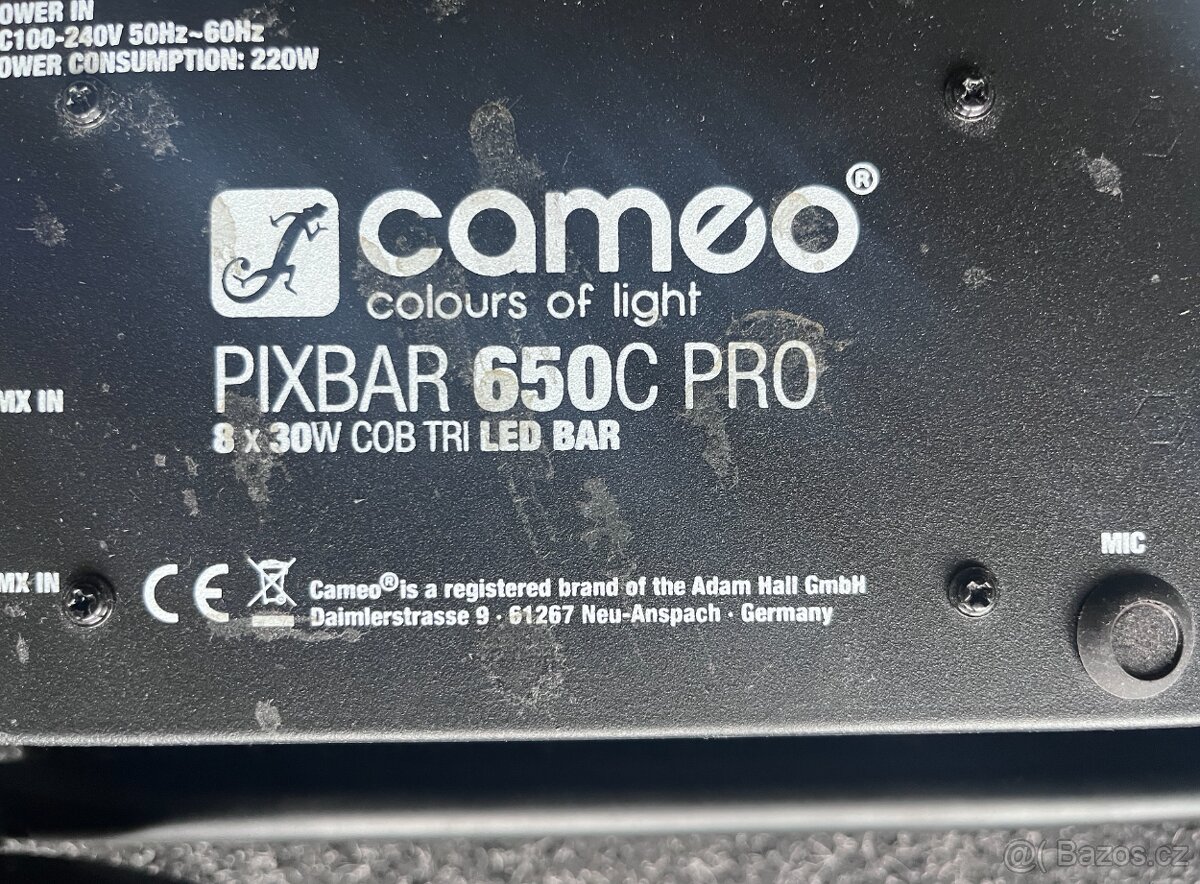 OWER IN
C100-240V 50Hz~60Hz
OWER CONSUMPTION: 220W
cameo®
colours of light
PIXBAR 650C PRO
MX IN
8 x 30W COB TRI LED BAR
MIC
MX IN
CE
Cameo® is a registered brand of the Adam Hall GmbH
Daimlerstrasse 9 · 61267 Neu-Anspach · Germany
@( Bazos.cz